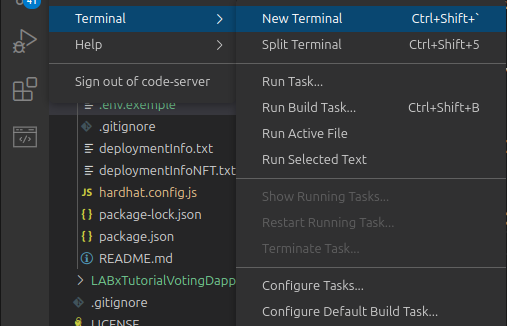 41
Terminal
Help
Sign out of code-server
New Terminal Ctrl+Shift+`
Split Terminal Ctrl+Shift+5
Run Task...
Run Build Task... Ctrl+Shift+B
Run Active File
Run Selected Text
Show Running Tasks...
Restart Running Task...
Terminate Task...
Configure Tasks...
Configure Default Build Task...
.env.exemple
.gitignore
deploymentInfo.txt
deploymentInfoNFT.txt
JS hardhat.config.js
{} package-lock.json
{} package.json
README.md
LABxTutorialVotingDapp
.gitignore
LICENSE